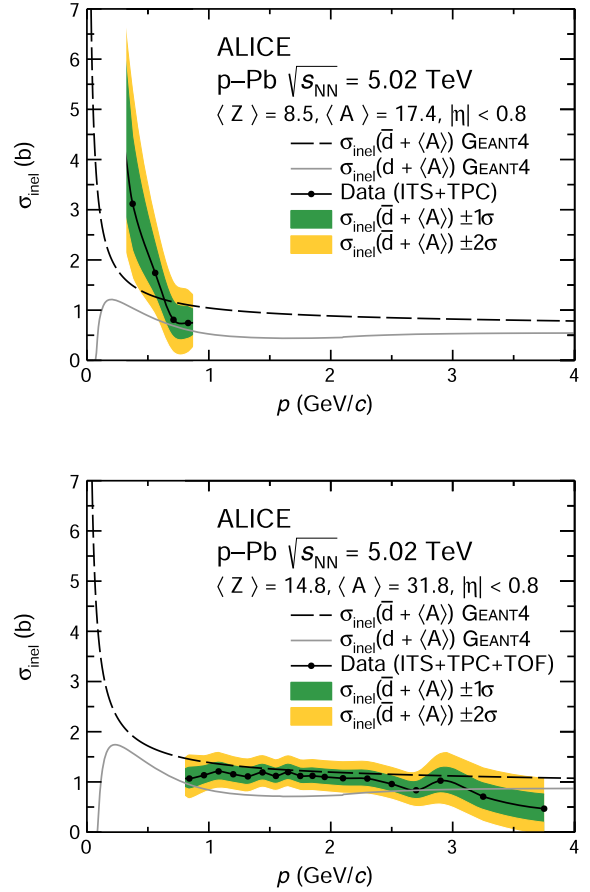 7
6
5
4
3
2
1
0
σinel (b)
ALICE
p–Pb √sNN = 5.02 TeV
⟨ Z ⟩ = 8.5, ⟨ A ⟩ = 17.4, |η| < 0.8
σinel(d̅ + ⟨A⟩) GEANT4
σinel(d + ⟨A⟩) GEANT4
Data (ITS+TPC)
σinel(d̅ + ⟨A⟩) ±1σ
σinel(d̅ + ⟨A⟩) ±2σ
0 1 2 3 4
p (GeV/c)
7
6
5
4
3
2
1
0
σinel (b)
ALICE
p–Pb √sNN = 5.02 TeV
⟨ Z ⟩ = 14.8, ⟨ A ⟩ = 31.8, |η| < 0.8
σinel(d̅ + ⟨A⟩) GEANT4
σinel(d + ⟨A⟩) GEANT4
Data (ITS+TPC+TOF)
σinel(d̅ + ⟨A⟩) ±1σ
σinel(d̅ + ⟨A⟩) ±2σ
0 1 2 3 4
p (GeV/c)